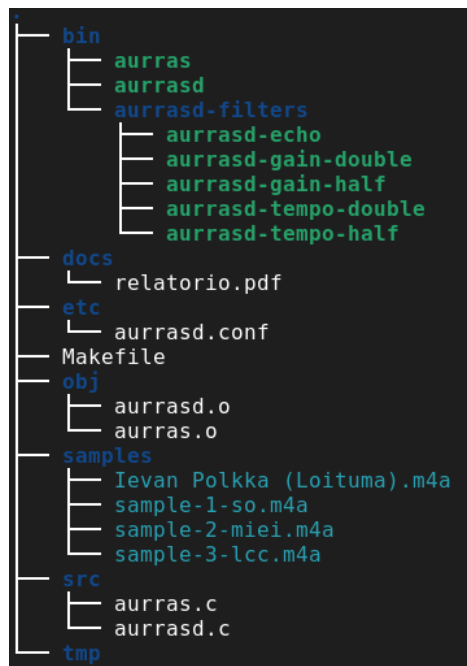 .
bin
aurras
aurrasd
aurrasd-filters
aurrasd-echo
aurrasd-gain-double
aurrasd-gain-half
aurrasd-tempo-double
aurrasd-tempo-half
docs
relatorio.pdf
etc
aurrasd.conf
Makefile
obj
aurrasd.o
aurras.o
samples
Ievan Polkka (Loituma).m4a
sample-1-so.m4a
sample-2-miei.m4a
sample-3-lcc.m4a
src
aurras.c
aurrasd.c
tmp